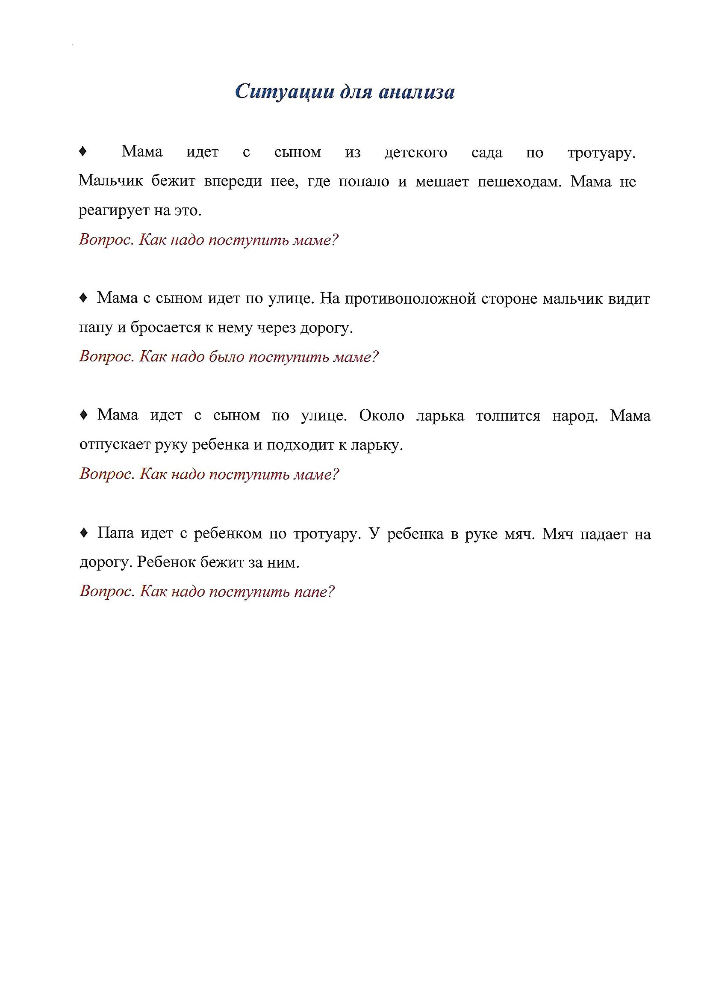 Ситуации для анализа
♦ Мама идет с сыном из детского сада по тротуару.
Мальчик бежит впереди нее, где попало и мешает пешеходам. Мама не
реагирует на это.
Вопрос. Как надо поступить маме?
♦ Мама с сыном идет по улице. На противоположной стороне мальчик видит
папу и бросается к нему через дорогу.
Вопрос. Как надо было поступить маме?
♦ Мама идет с сыном по улице. Около ларька толпится народ. Мама
отпускает руку ребенка и подходит к ларьку.
Вопрос. Как надо поступить маме?
♦ Папа идет с ребенком по тротуару. У ребенка в руке мяч. Мяч падает на
дорогу. Ребенок бежит за ним.
Вопрос. Как надо поступить папе?